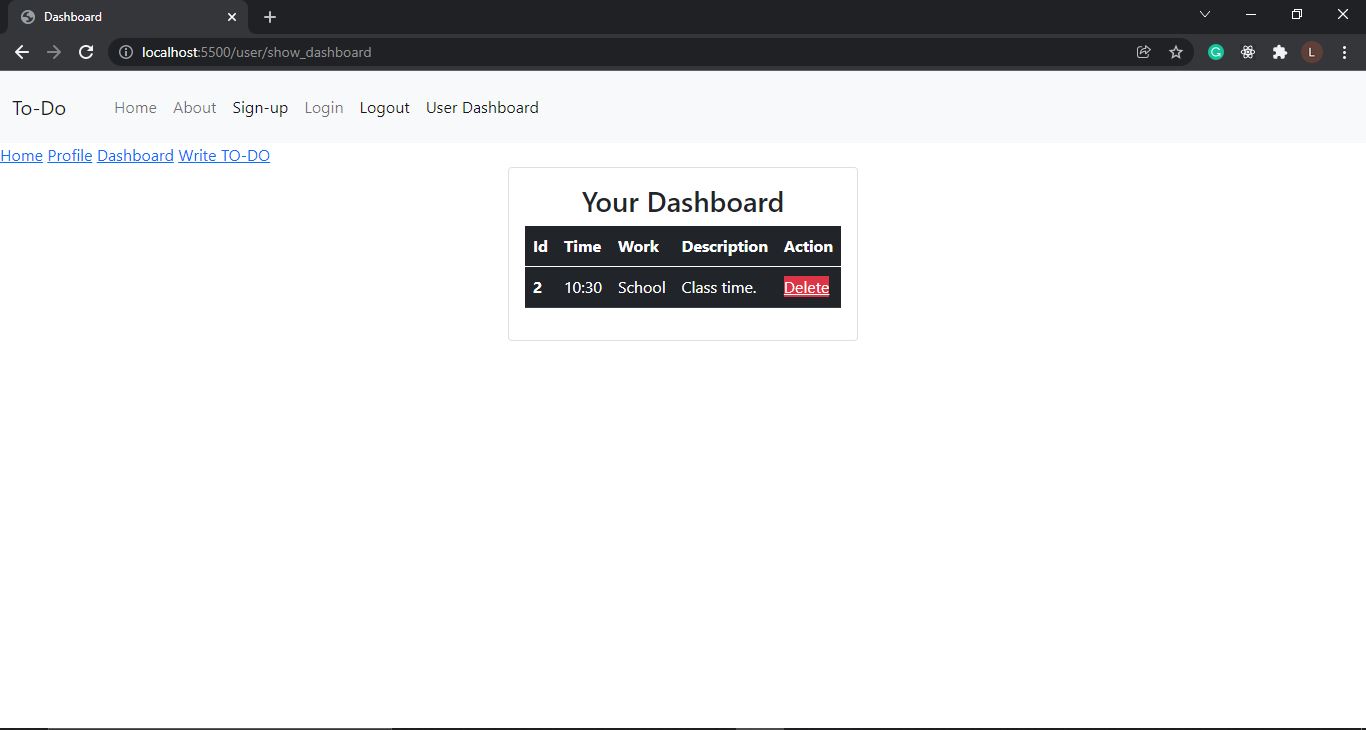 Dashboard
localhost:5500/user/show_dashboard
G
L
To-Do Home About Sign-up Login Logout User Dashboard
Home Profile Dashboard Write TO-DO
Your Dashboard
Id Time Work Description Action
2 10:30 School Class time. Delete